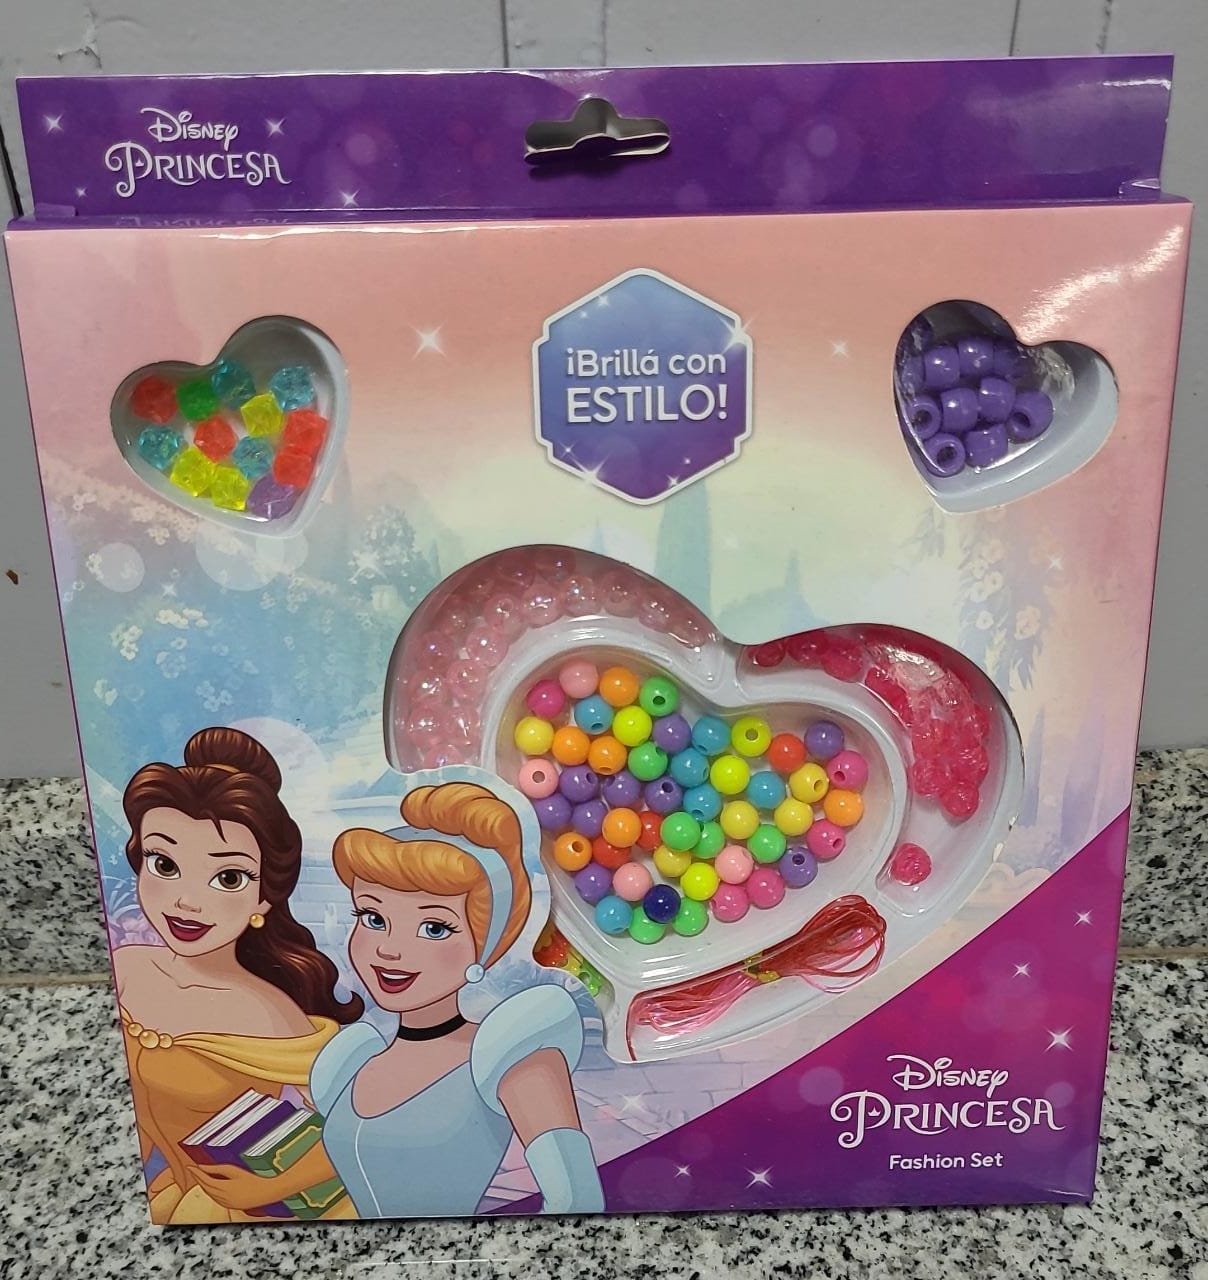 Disney
PRINCESA
¡Brillá con
ESTILO!
Disney
PRINCESA
Fashion Set